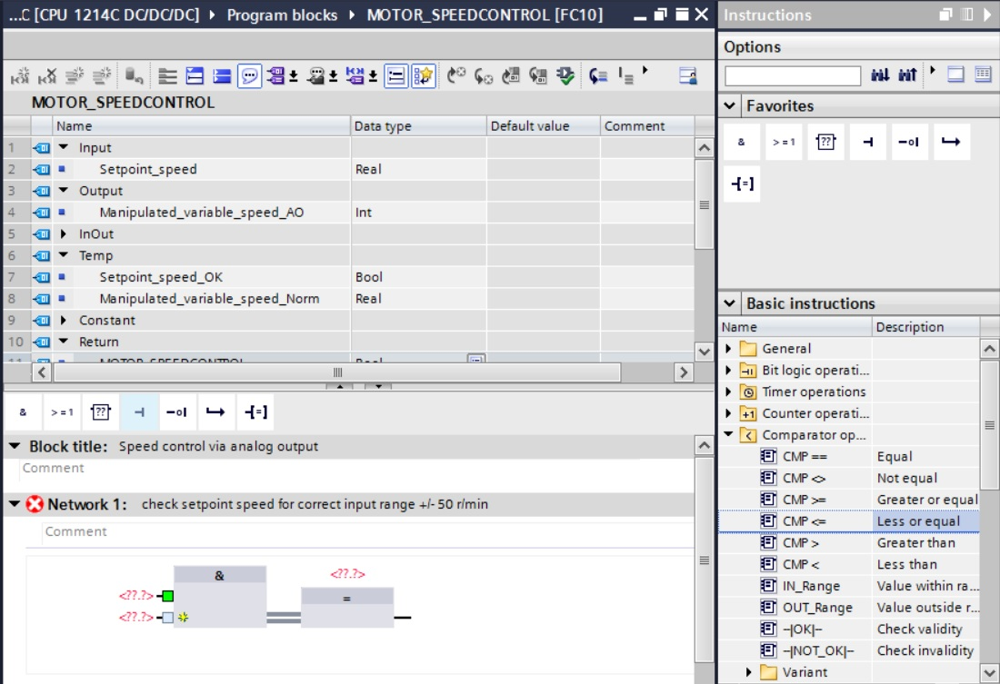 ...C [CPU 1214C DC/DC/DC] Program blocks MOTOR_SPEEDCONTROL [FC10]
MOTOR_SPEEDCONTROL
Name Data type Default value Comment
1 Input
2 Setpoint_speed Real
3 Output
4 Manipulated_variable_speed_AO Int
5 InOut
6 Temp
7 Setpoint_speed_OK Bool
8 Manipulated_variable_speed_Norm Real
9 Constant
10 Return
11 MOTOR_SPEEDCONTROL Bool
& >=1 ?? ⊣ -o| ↦ -[=]
Block title: Speed control via analog output
Comment
Network 1: check setpoint speed for correct input range +/- 50 r/min
Comment
&
<??.?>
=
<??.?>
<??.?>
Instructions
Options
Favorites
& >=1 ?? ⊣ -o| ↦
-[=]
Basic instructions
Name Description
General
Bit logic operati...
Timer operations
+1 Counter operati...
Comparator op...
CMP == Equal
CMP <> Not equal
CMP >= Greater or equal
CMP <= Less or equal
CMP > Greater than
CMP < Less than
IN_Range Value within ra...
OUT_Range Value outside r...
-|OK|- Check validity
-|NOT_OK|- Check invalidity
Variant